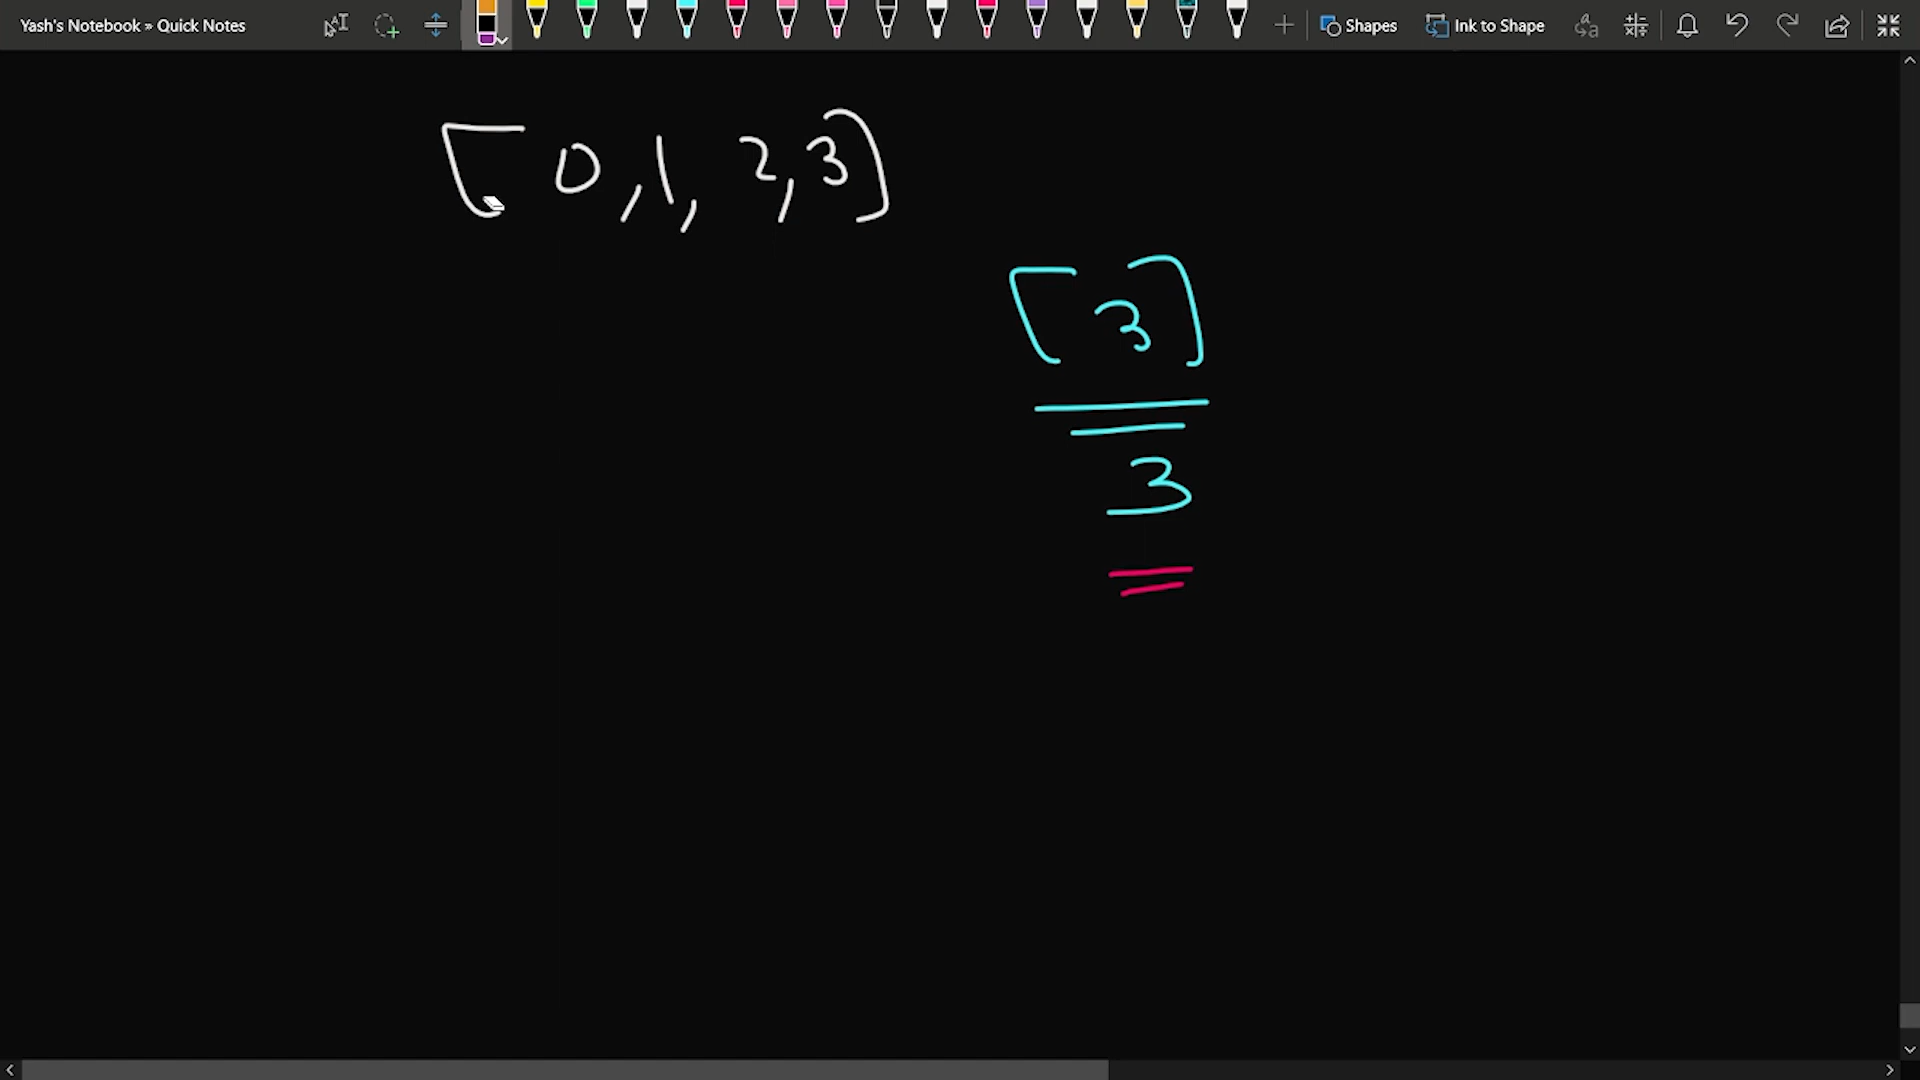 Yash's Notebook » Quick Notes
Shapes
Ink to Shape
[0,1,2,3]
[3]
3